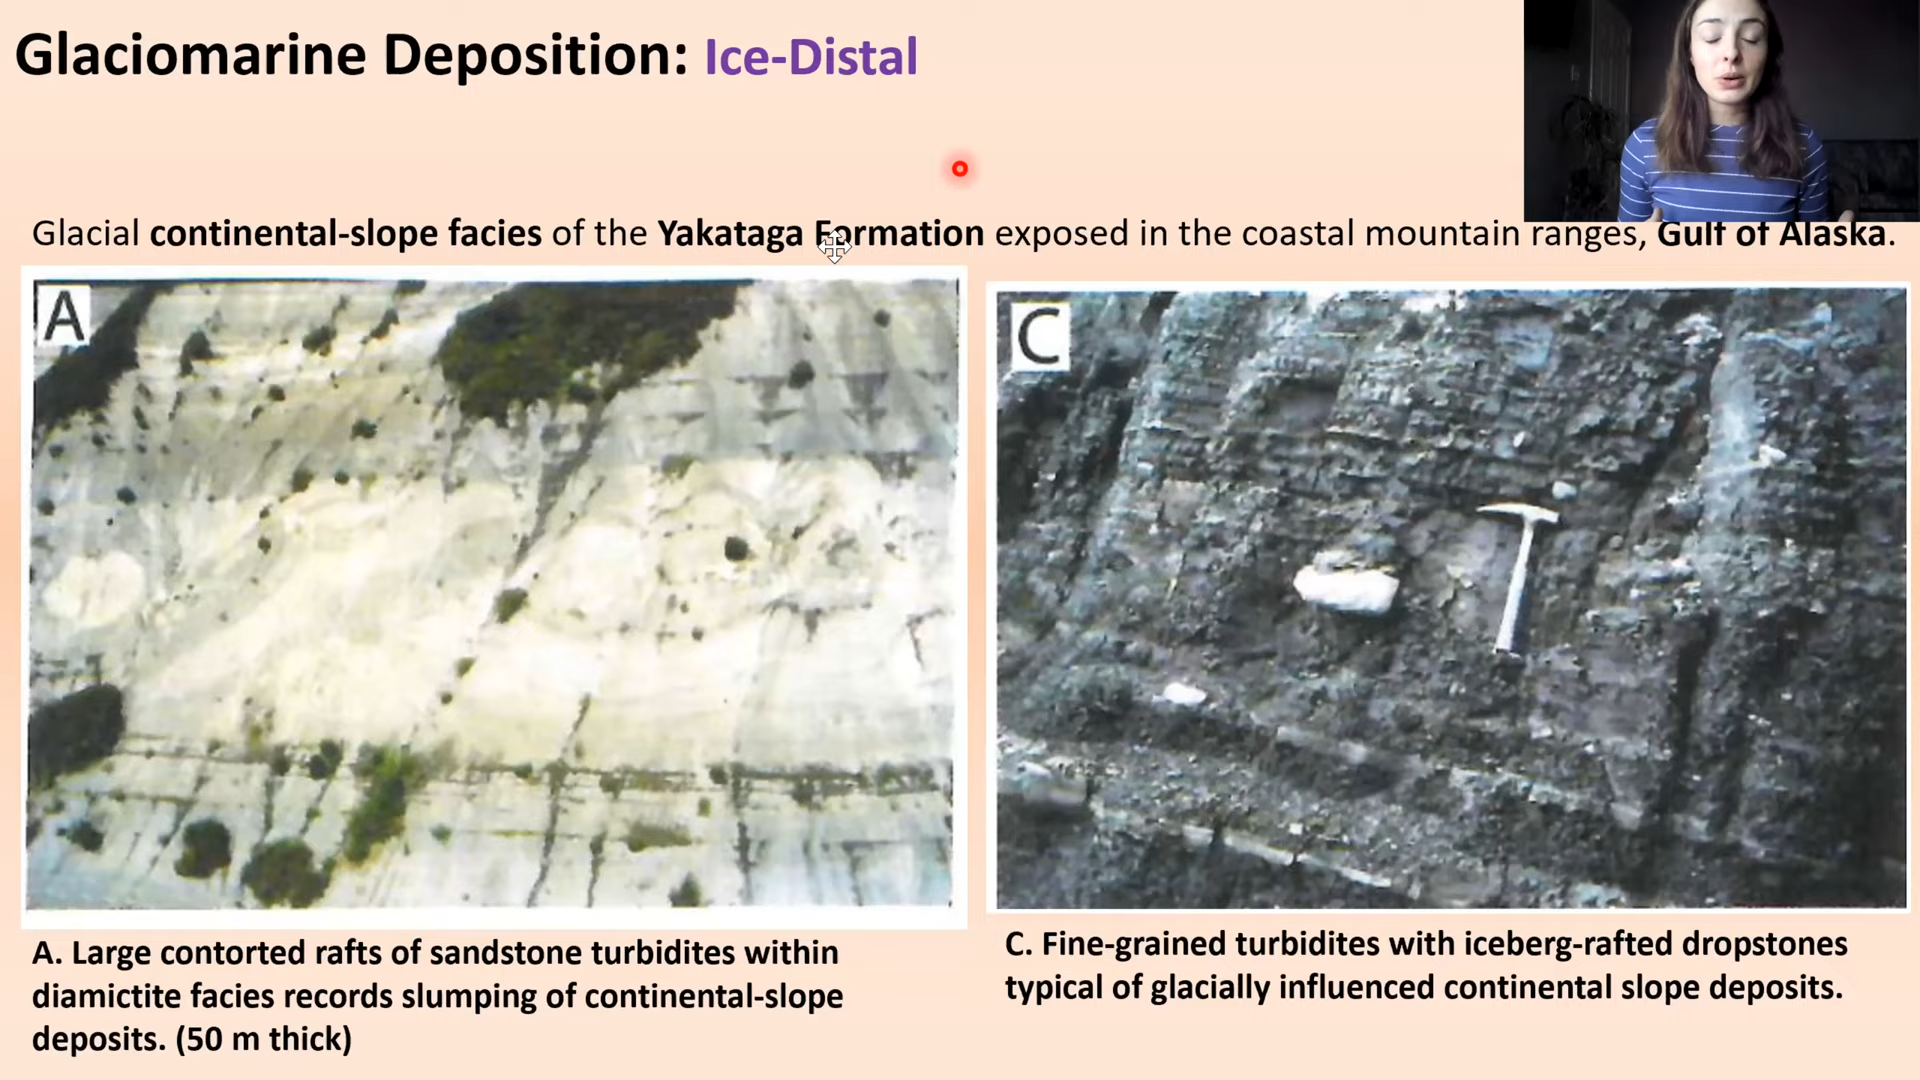 Glaciomarine Deposition: Ice-Distal
Glacial continental-slope facies of the Yakataga Formation exposed in the coastal mountain ranges, Gulf of Alaska.
A
C
A. Large contorted rafts of sandstone turbidites within
diamictite facies records slumping of continental-slope
deposits. (50 m thick)
C. Fine-grained turbidites with iceberg-rafted dropstones
typical of glacially influenced continental slope deposits.